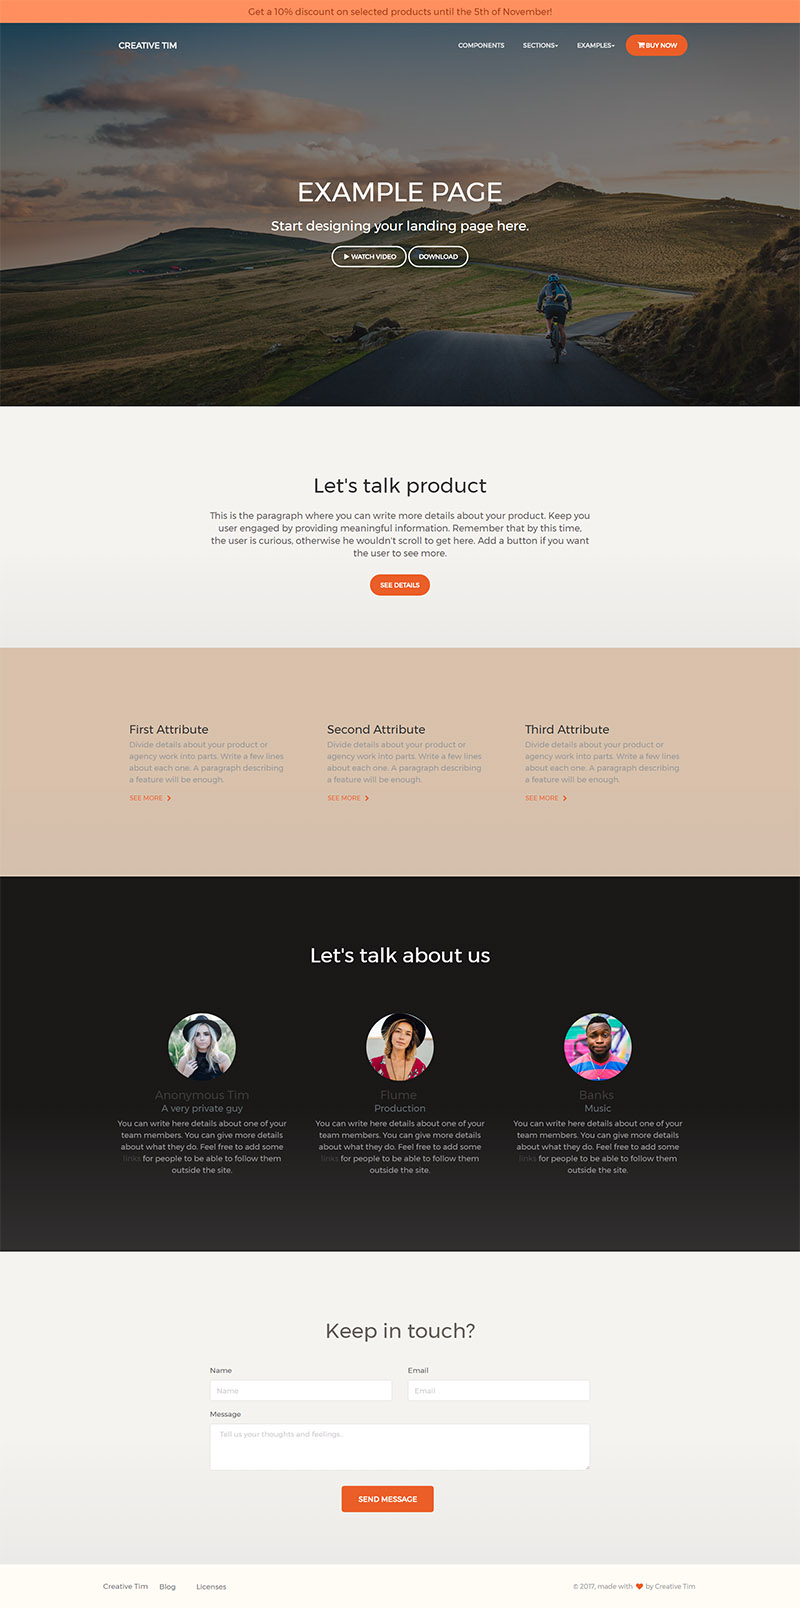 Get a 10% discount on selected products until the 5th of November!
CREATIVE TIM
COMPONENTS
SECTIONS
EXAMPLES
BUY NOW
EXAMPLE PAGE
Start designing your landing page here.
WATCH VIDEO
DOWNLOAD
Let's talk product
This is the paragraph where you can write more details about your product. Keep you
user engaged by providing meaningful information. Remember that by this time,
the user is curious, otherwise he wouldn't scroll to get here. Add a button if you want
the user to see more.
SEE DETAILS
First Attribute
Divide details about your product or
agency work into parts. Write a few lines
about each one. A paragraph describing
a feature will be enough.
SEE MORE
Second Attribute
Divide details about your product or
agency work into parts. Write a few lines
about each one. A paragraph describing
a feature will be enough.
SEE MORE
Third Attribute
Divide details about your product or
agency work into parts. Write a few lines
about each one. A paragraph describing
a feature will be enough.
SEE MORE
Let's talk about us
Anonymous Tim
A very private guy
You can write here details about one of your
team members. You can give more details
about what they do. Feel free to add some
links for people to be able to follow them
outside the site.
Flume
Production
You can write here details about one of your
team members. You can give more details
about what they do. Feel free to add some
links for people to be able to follow them
outside the site.
Banks
Music
You can write here details about one of your
team members. You can give more details
about what they do. Feel free to add some
links for people to be able to follow them
outside the site.
Keep in touch?
Name
Name
Email
Email
Message
Tell us your thoughts and feelings...
SEND MESSAGE
Creative Tim
Blog
Licenses
© 2017, made with ♥ by Creative Tim